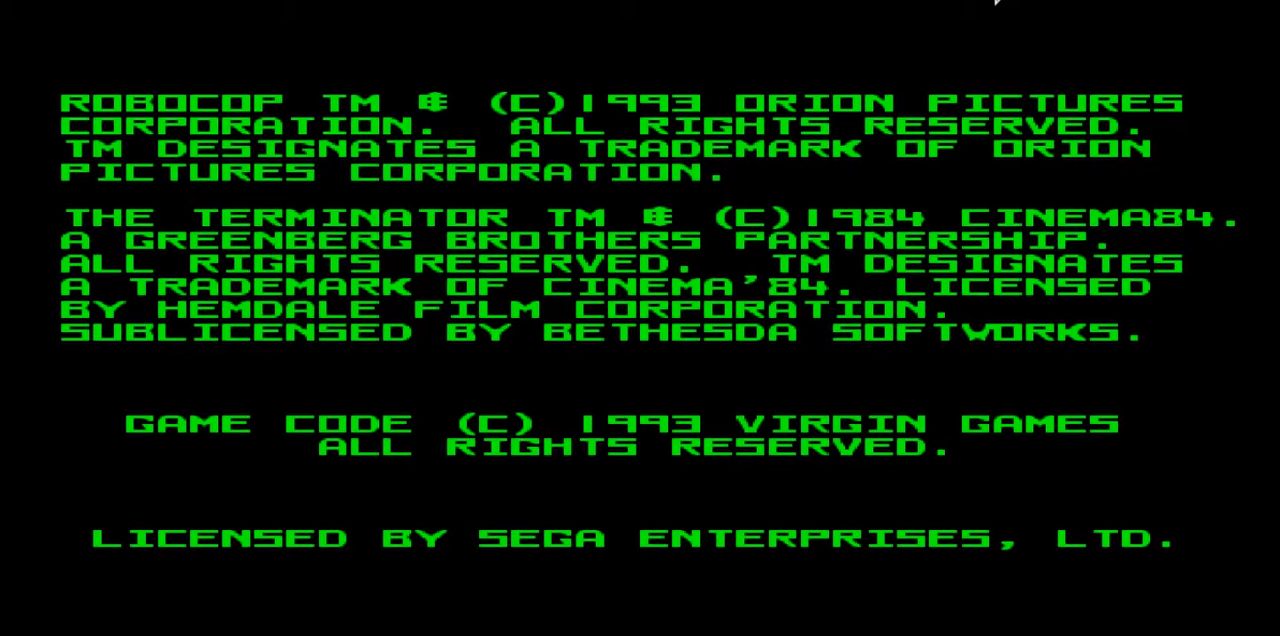 ROBOCOP TM & (C)1993 ORION PICTURES
CORPORATION. ALL RIGHTS RESERVED.
TM DESIGNATES A TRADEMARK OF ORION
PICTURES CORPORATION.
THE TERMINATOR TM & (C)1984 CINEMA84.
A GREENBERG BROTHERS PARTNERSHIP.
ALL RIGHTS RESERVED. TM DESIGNATES
A TRADEMARK OF CINEMA'84. LICENSED
BY HEMDALE FILM CORPORATION.
SUBLICENSED BY BETHESDA SOFTWORKS.
GAME CODE (C) 1993 VIRGIN GAMES
ALL RIGHTS RESERVED.
LICENSED BY SEGA ENTERPRISES, LTD.